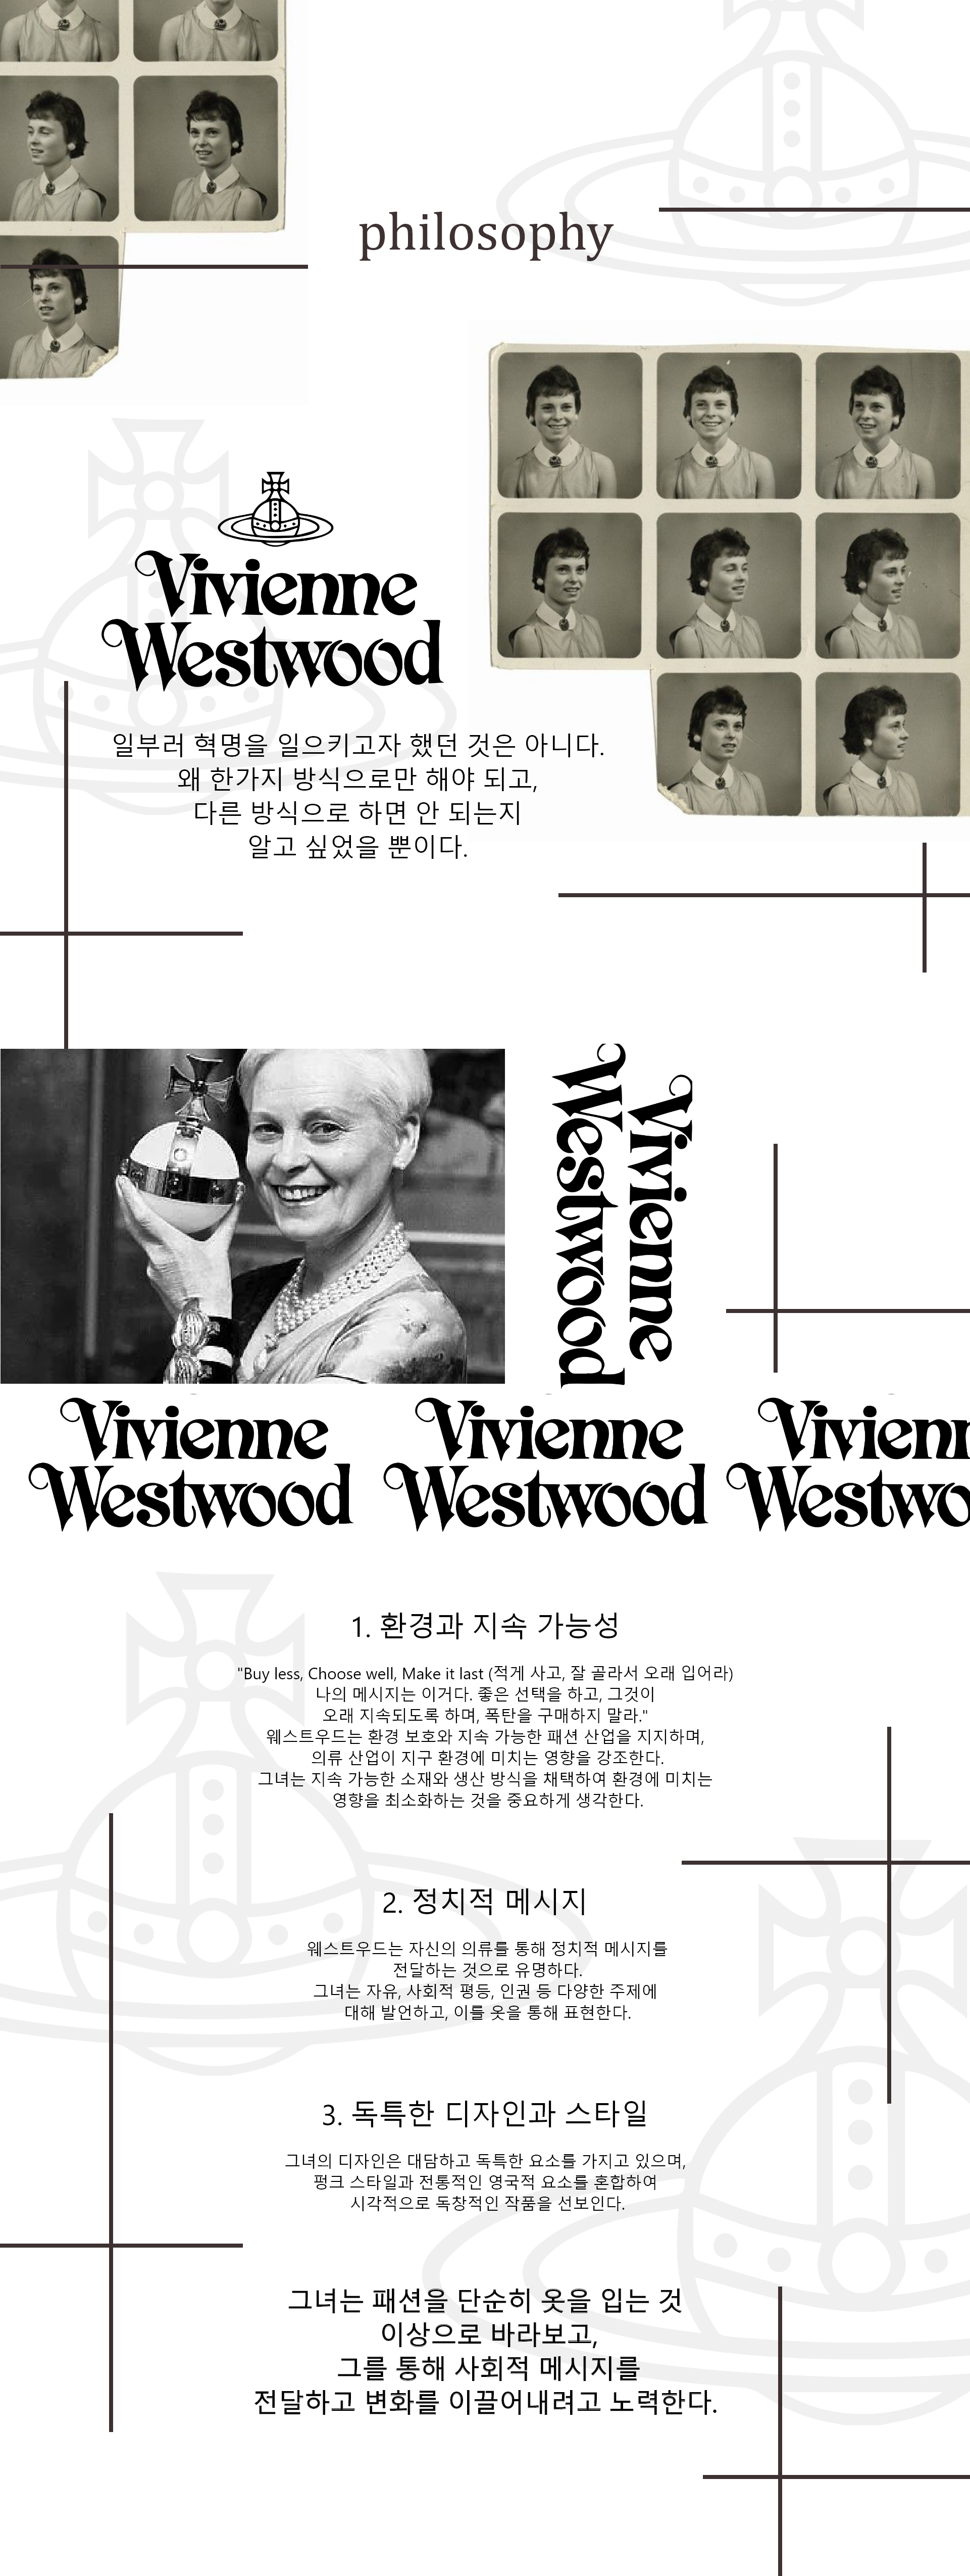 philosophy
Vivienne
Westwood
일부러 혁명을 일으키고자 했던 것은 아니다.
왜 한가지 방식으로만 해야 되고,
다른 방식으로 하면 안 되는지
알고 싶었을 뿐이다.
Vivienne
Westwood
Vivienne
Westwood
Vivienne
Westwood
Vivienn
Westwo
1. 환경과 지속 가능성
"Buy less, Choose well, Make it last (적게 사고, 잘 골라서 오래 입어라)
나의 메시지는 이거다. 좋은 선택을 하고, 그것이
오래 지속되도록 하며, 폭탄을 구매하지 말라."
웨스트우드는 환경 보호와 지속 가능한 패션 산업을 지지하며,
의류 산업이 지구 환경에 미치는 영향을 강조한다.
그녀는 지속 가능한 소재와 생산 방식을 채택하여 환경에 미치는
영향을 최소화하는 것을 중요하게 생각한다.
2. 정치적 메시지
웨스트우드는 자신의 의류를 통해 정치적 메시지를
전달하는 것으로 유명하다.
그녀는 자유, 사회적 평등, 인권 등 다양한 주제에
대해 발언하고, 이를 옷을 통해 표현한다.
3. 독특한 디자인과 스타일
그녀의 디자인은 대담하고 독특한 요소를 가지고 있으며,
펑크 스타일과 전통적인 영국적 요소를 혼합하여
시각적으로 독창적인 작품을 선보인다.
그녀는 패션을 단순히 옷을 입는 것
이상으로 바라보고,
그를 통해 사회적 메시지를
전달하고 변화를 이끌어내려고 노력한다.